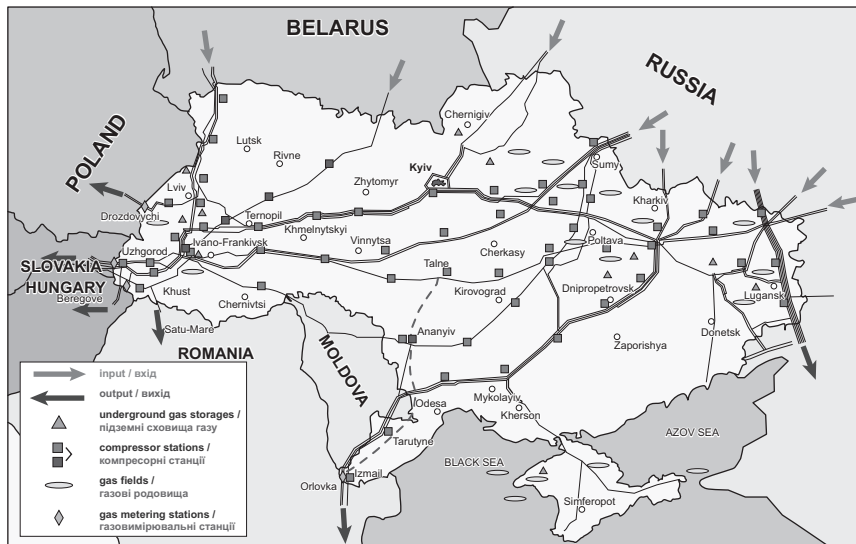 BELARUS
RUSSIA
POLAND
Chernigiv
Lutsk
Rivne
Kyiv
Sumy
Zhytomyr
Lviv
Kharkiv
Drozdovychi
Ternopil
Khmelnytskyi
Poltava
Ivano-Frankivsk
Vinnytsa
Cherkasy
Uzhgorod
SLOVAKIA
Talne
HUNGARY
Lugansk
Beregove
Khust
Chernivtsi
Kirovograd
Dnipropetrovsk
Satu-Mare
Ananyiv
Donetsk
Zaporishya
ROMANIA
MOLDOVA
Mykolayiv
Odesa
Kherson
Tarutyne
AZOV SEA
BLACK SEA
Izmail
Orlovka
Simferopot
input / вхід
output / вихід
underground gas storages /
підземні сховища газу
compressor stations /
компресорні станції
gas fields /
газові родовища
gas metering stations /
газовимірювальні станції